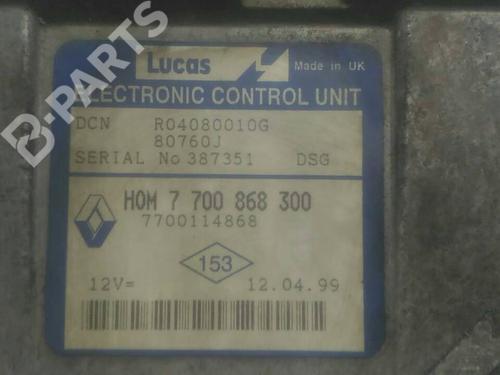 Lucas
Made in UK
ELECTRONIC CONTROL UNIT
DCN R04080010G
80760J
SERIAL No 387351 DSG
HOM 7 700 868 300
7700114868
153
12V= 12.04.99
B-PARTS